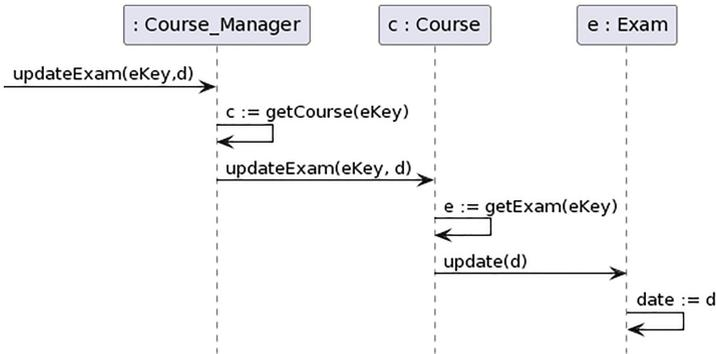 : Course_Manager
c : Course
e : Exam
updateExam(eKey,d)
c := getCourse(eKey)
updateExam(eKey, d)
e := getExam(eKey)
update(d)
date := d